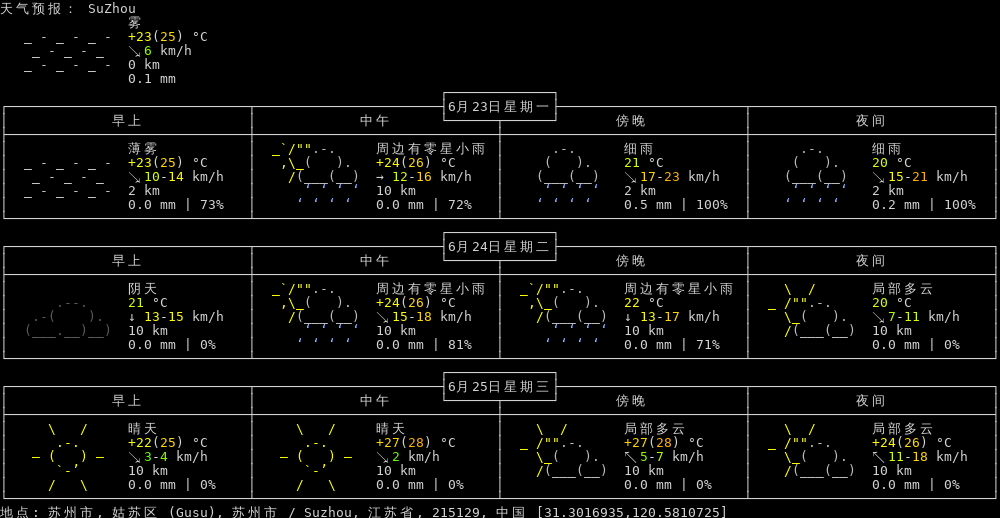 天气预报： SuZhou
雾
+23(25) °C
↘6 km/h
0 km
0.1 mm
6月23日星期一
早上 中午 傍晚 夜间
薄雾 周边有零星小雨 细雨 细雨
+23(25) °C +24(26) °C 21 °C 20 °C
↘10-14 km/h → 12-16 km/h ↘17-23 km/h ↘15-21 km/h
2 km 10 km 2 km 2 km
0.0 mm | 73% 0.0 mm | 72% 0.5 mm | 100% 0.2 mm | 100%
6月24日星期二
早上 中午 傍晚 夜间
阴天 周边有零星小雨 周边有零星小雨 局部多云
21 °C +24(26) °C 22 °C 20 °C
↓ 13-15 km/h ↘15-18 km/h ↓ 13-17 km/h ↘7-11 km/h
10 km 10 km 10 km 10 km
0.0 mm | 0% 0.0 mm | 81% 0.0 mm | 71% 0.0 mm | 0%
6月25日星期三
早上 中午 傍晚 夜间
晴天 晴天 局部多云 局部多云
+22(25) °C +27(28) °C +27(28) °C +24(26) °C
↘3-4 km/h ↘2 km/h ↖5-7 km/h ↖11-18 km/h
10 km 10 km 10 km 10 km
0.0 mm | 0% 0.0 mm | 0% 0.0 mm | 0% 0.0 mm | 0%
地点: 苏州市, 姑苏区 (Gusu), 苏州市 / Suzhou, 江苏省, 215129, 中国 [31.3016935,120.5810725]